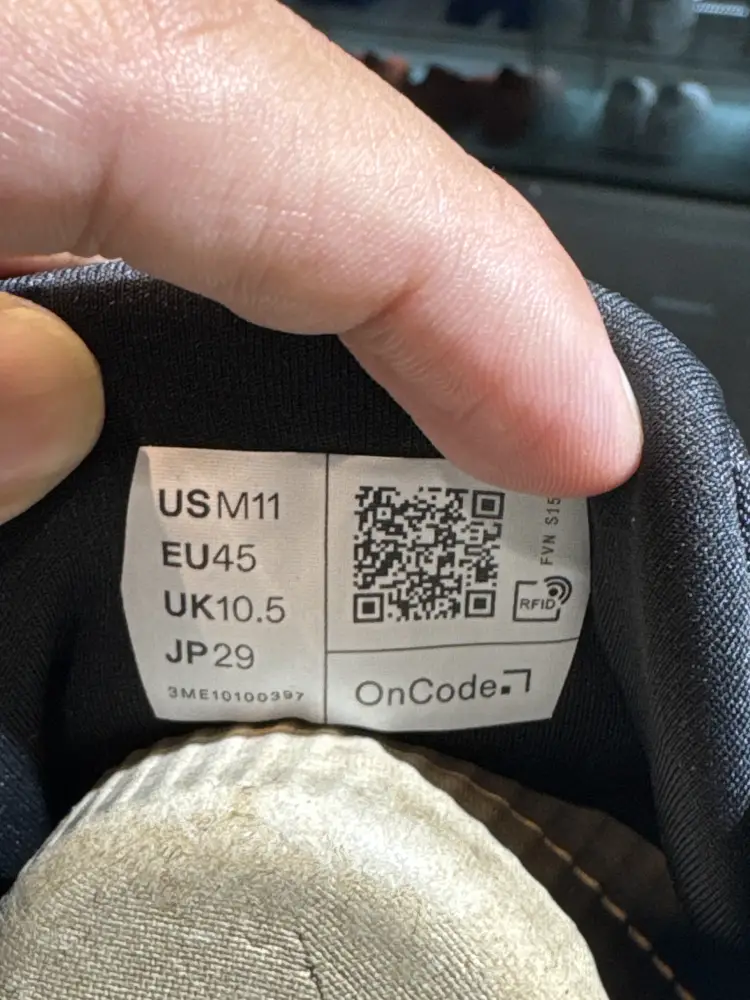 USM11
EU45
UK10.5
JP29
3ME10100397
FVN S15
RFID
OnCode